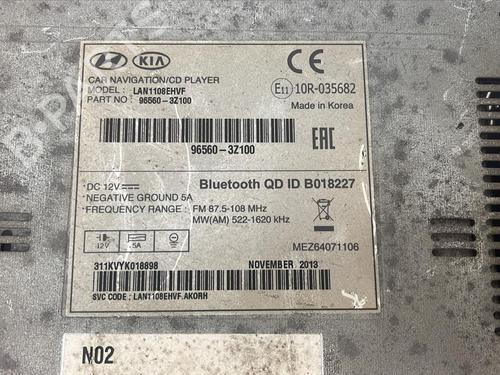 HYUNDAI KIA
CAR NAVIGATION/CD PLAYER
MODEL : LAN1108EHVF
PART NO : 96560-3Z100
CE
E11 10R-035682
Made in Korea
96560-3Z100
EAC
DC 12V
NEGATIVE GROUND 5A
FREQUENCY RANGE : FM 87.5-108 MHz
MW(AM) 522-1620 kHz
Bluetooth QD ID B018227
12V 5A
MEZ64071106
311KVYK018898
NOVEMBER. 2013
SVC CODE : LAN1108EHVF.AKORH
N02
B-PARTS